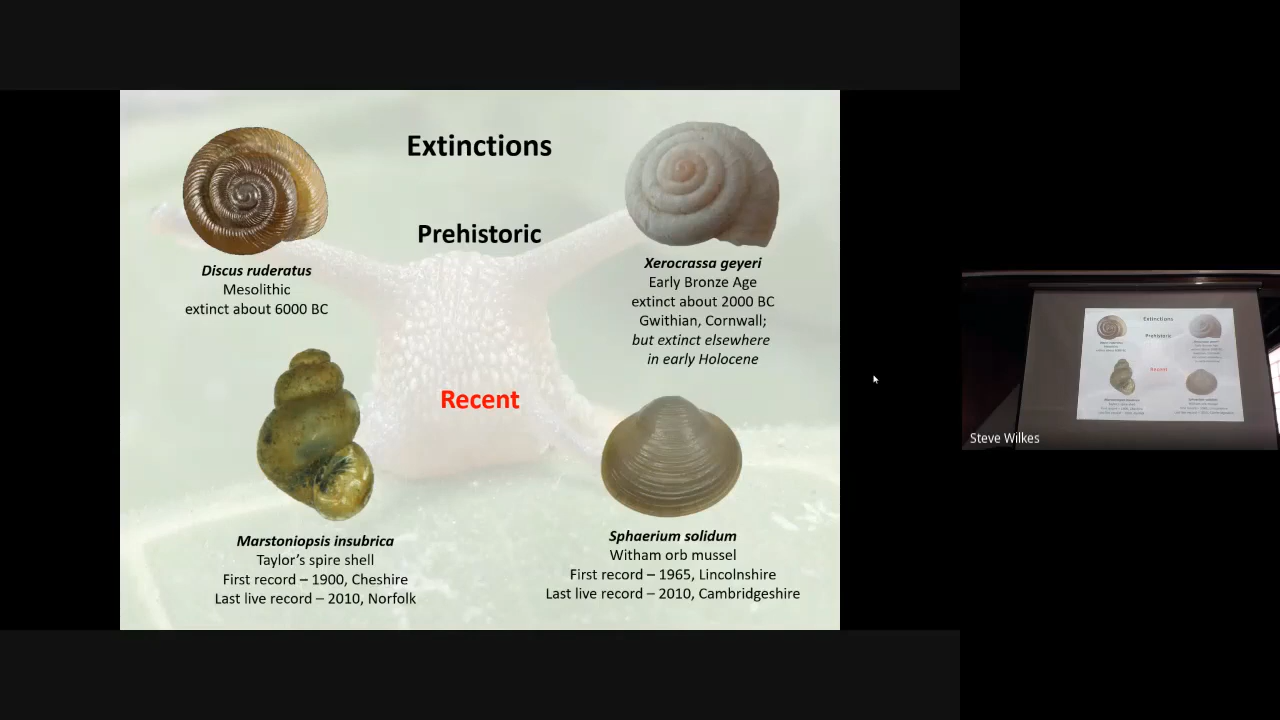 Extinctions
Prehistoric
Discus ruderatus
Mesolithic
extinct about 6000 BC
Xerocrassa geyeri
Early Bronze Age
extinct about 2000 BC
Gwithian, Cornwall;
but extinct elsewhere
in early Holocene
Recent
Marstoniopsis insubrica
Taylor's spire shell
First record – 1900, Cheshire
Last live record – 2010, Norfolk
Sphaerium solidum
Witham orb mussel
First record – 1965, Lincolnshire
Last live record – 2010, Cambridgeshire
Extinctions
Prehistoric
Recent
Steve Wilkes